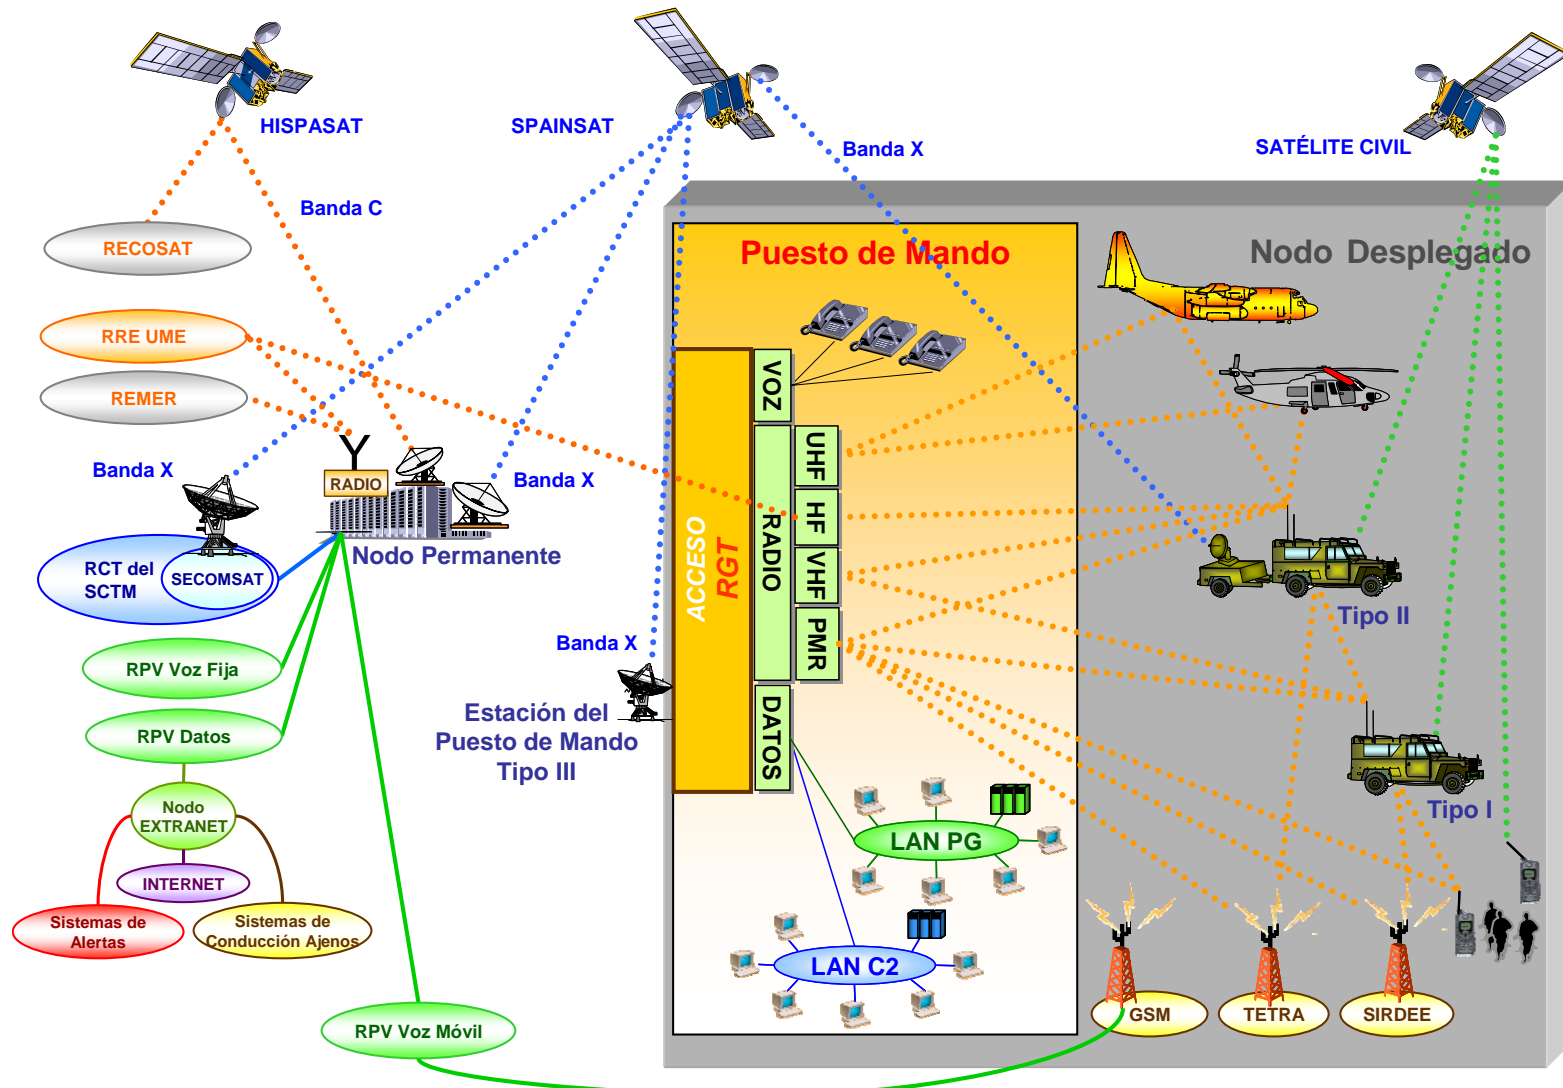 HISPASAT
SPAINSAT
Banda X
SATÉLITE CIVIL
Banda C
RECOSAT
Puesto de Mando
Nodo Desplegado
RRE UME
REMER
VOZ
UHF
HF
VHF
PMR
RADIO
DATOS
ACCESO
RGT
Banda X
RADIO
Banda X
Nodo Permanente
RCT del
SCTM
SECOMSAT
Tipo II
Banda X
RPV Voz Fija
Estación del
Puesto de Mando
Tipo III
RPV Datos
Nodo
EXTRANET
Tipo I
LAN PG
INTERNET
Sistemas de
Alertas
Sistemas de
Conducción Ajenos
LAN C2
RPV Voz Móvil
GSM
TETRA
SIRDEE